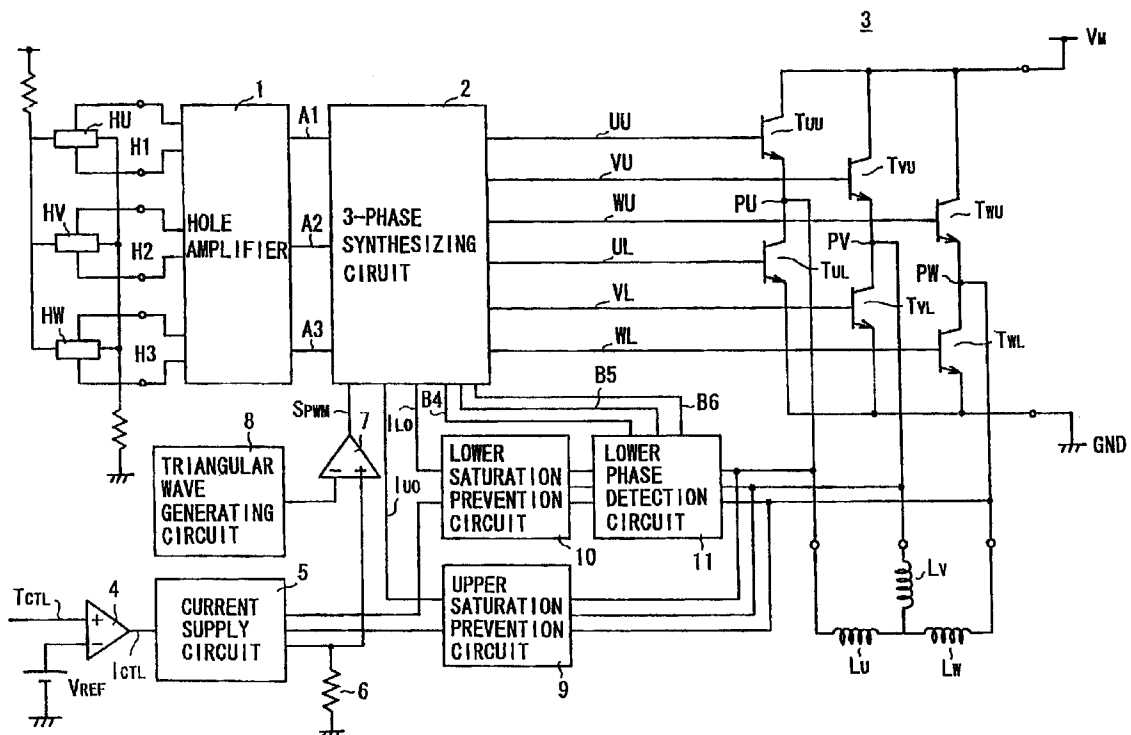 3
VM
1
2
HU
H1
A1
UU
TUU
HV
H2
HOLE
AMPLIFIER
A2
3-PHASE
SYNTHESIZING
CIRUIT
VU
TVU
WU
PU
TWU
UL
TUL
PV
VL
TVL
PW
HW
H3
A3
WL
TWL
SPWM
7
ILO
B4
B5
B6
GND
8
TRIANGULAR
WAVE
GENERATING
CIRCUIT
IUO
LOWER
SATURATION
PREVENTION
CIRCUIT
10
LOWER
PHASE
DETECTION
CIRCUIT
11
TCTL
4
ICTL
VREF
5
CURRENT
SUPPLY
CIRCUIT
6
UPPER
SATURATION
PREVENTION
CIRCUIT
9
LV
LU
LW
+
−
−
+